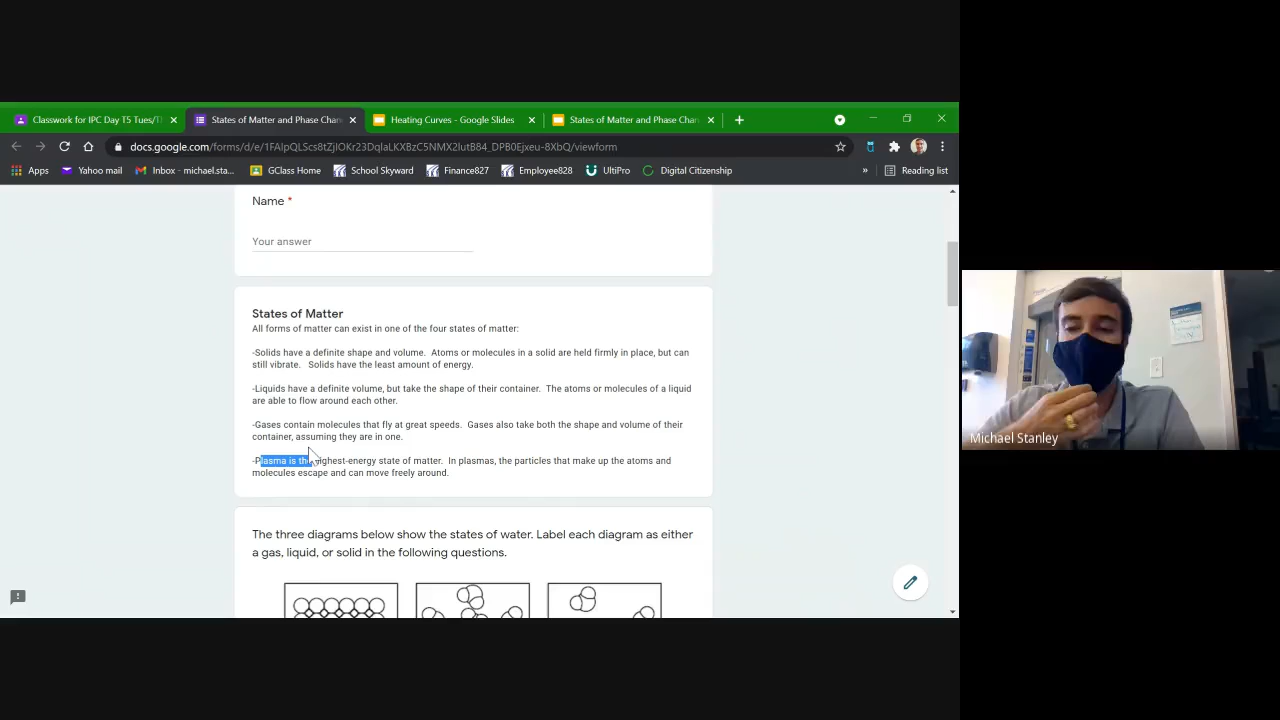 Classwork for IPC Day T5 Tues/T
States of Matter and Phase Chan
Heating Curves - Google Slides
States of Matter and Phase Chan
docs.google.com/forms/d/e/1FAIpQLScs8tZjIOKr23DqlaLKXBzC5NMX2lutB84_DPB0Ejxeu-8XbQ/viewform
Apps
Yahoo mail
Inbox - michael.sta...
GClass Home
School Skyward
Finance827
Employee828
UltiPro
Digital Citizenship
»
Reading list
Name *
Your answer
States of Matter
All forms of matter can exist in one of the four states of matter:
-Solids have a definite shape and volume. Atoms or molecules in a solid are held firmly in place, but can
still vibrate. Solids have the least amount of energy.
-Liquids have a definite volume, but take the shape of their container. The atoms or molecules of a liquid
are able to flow around each other.
-Gases contain molecules that fly at great speeds. Gases also take both the shape and volume of their
container, assuming they are in one.
-Plasma is the highest-energy state of matter. In plasmas, the particles that make up the atoms and
molecules escape and can move freely around.
The three diagrams below show the states of water. Label each diagram as either
a gas, liquid, or solid in the following questions.
Michael Stanley